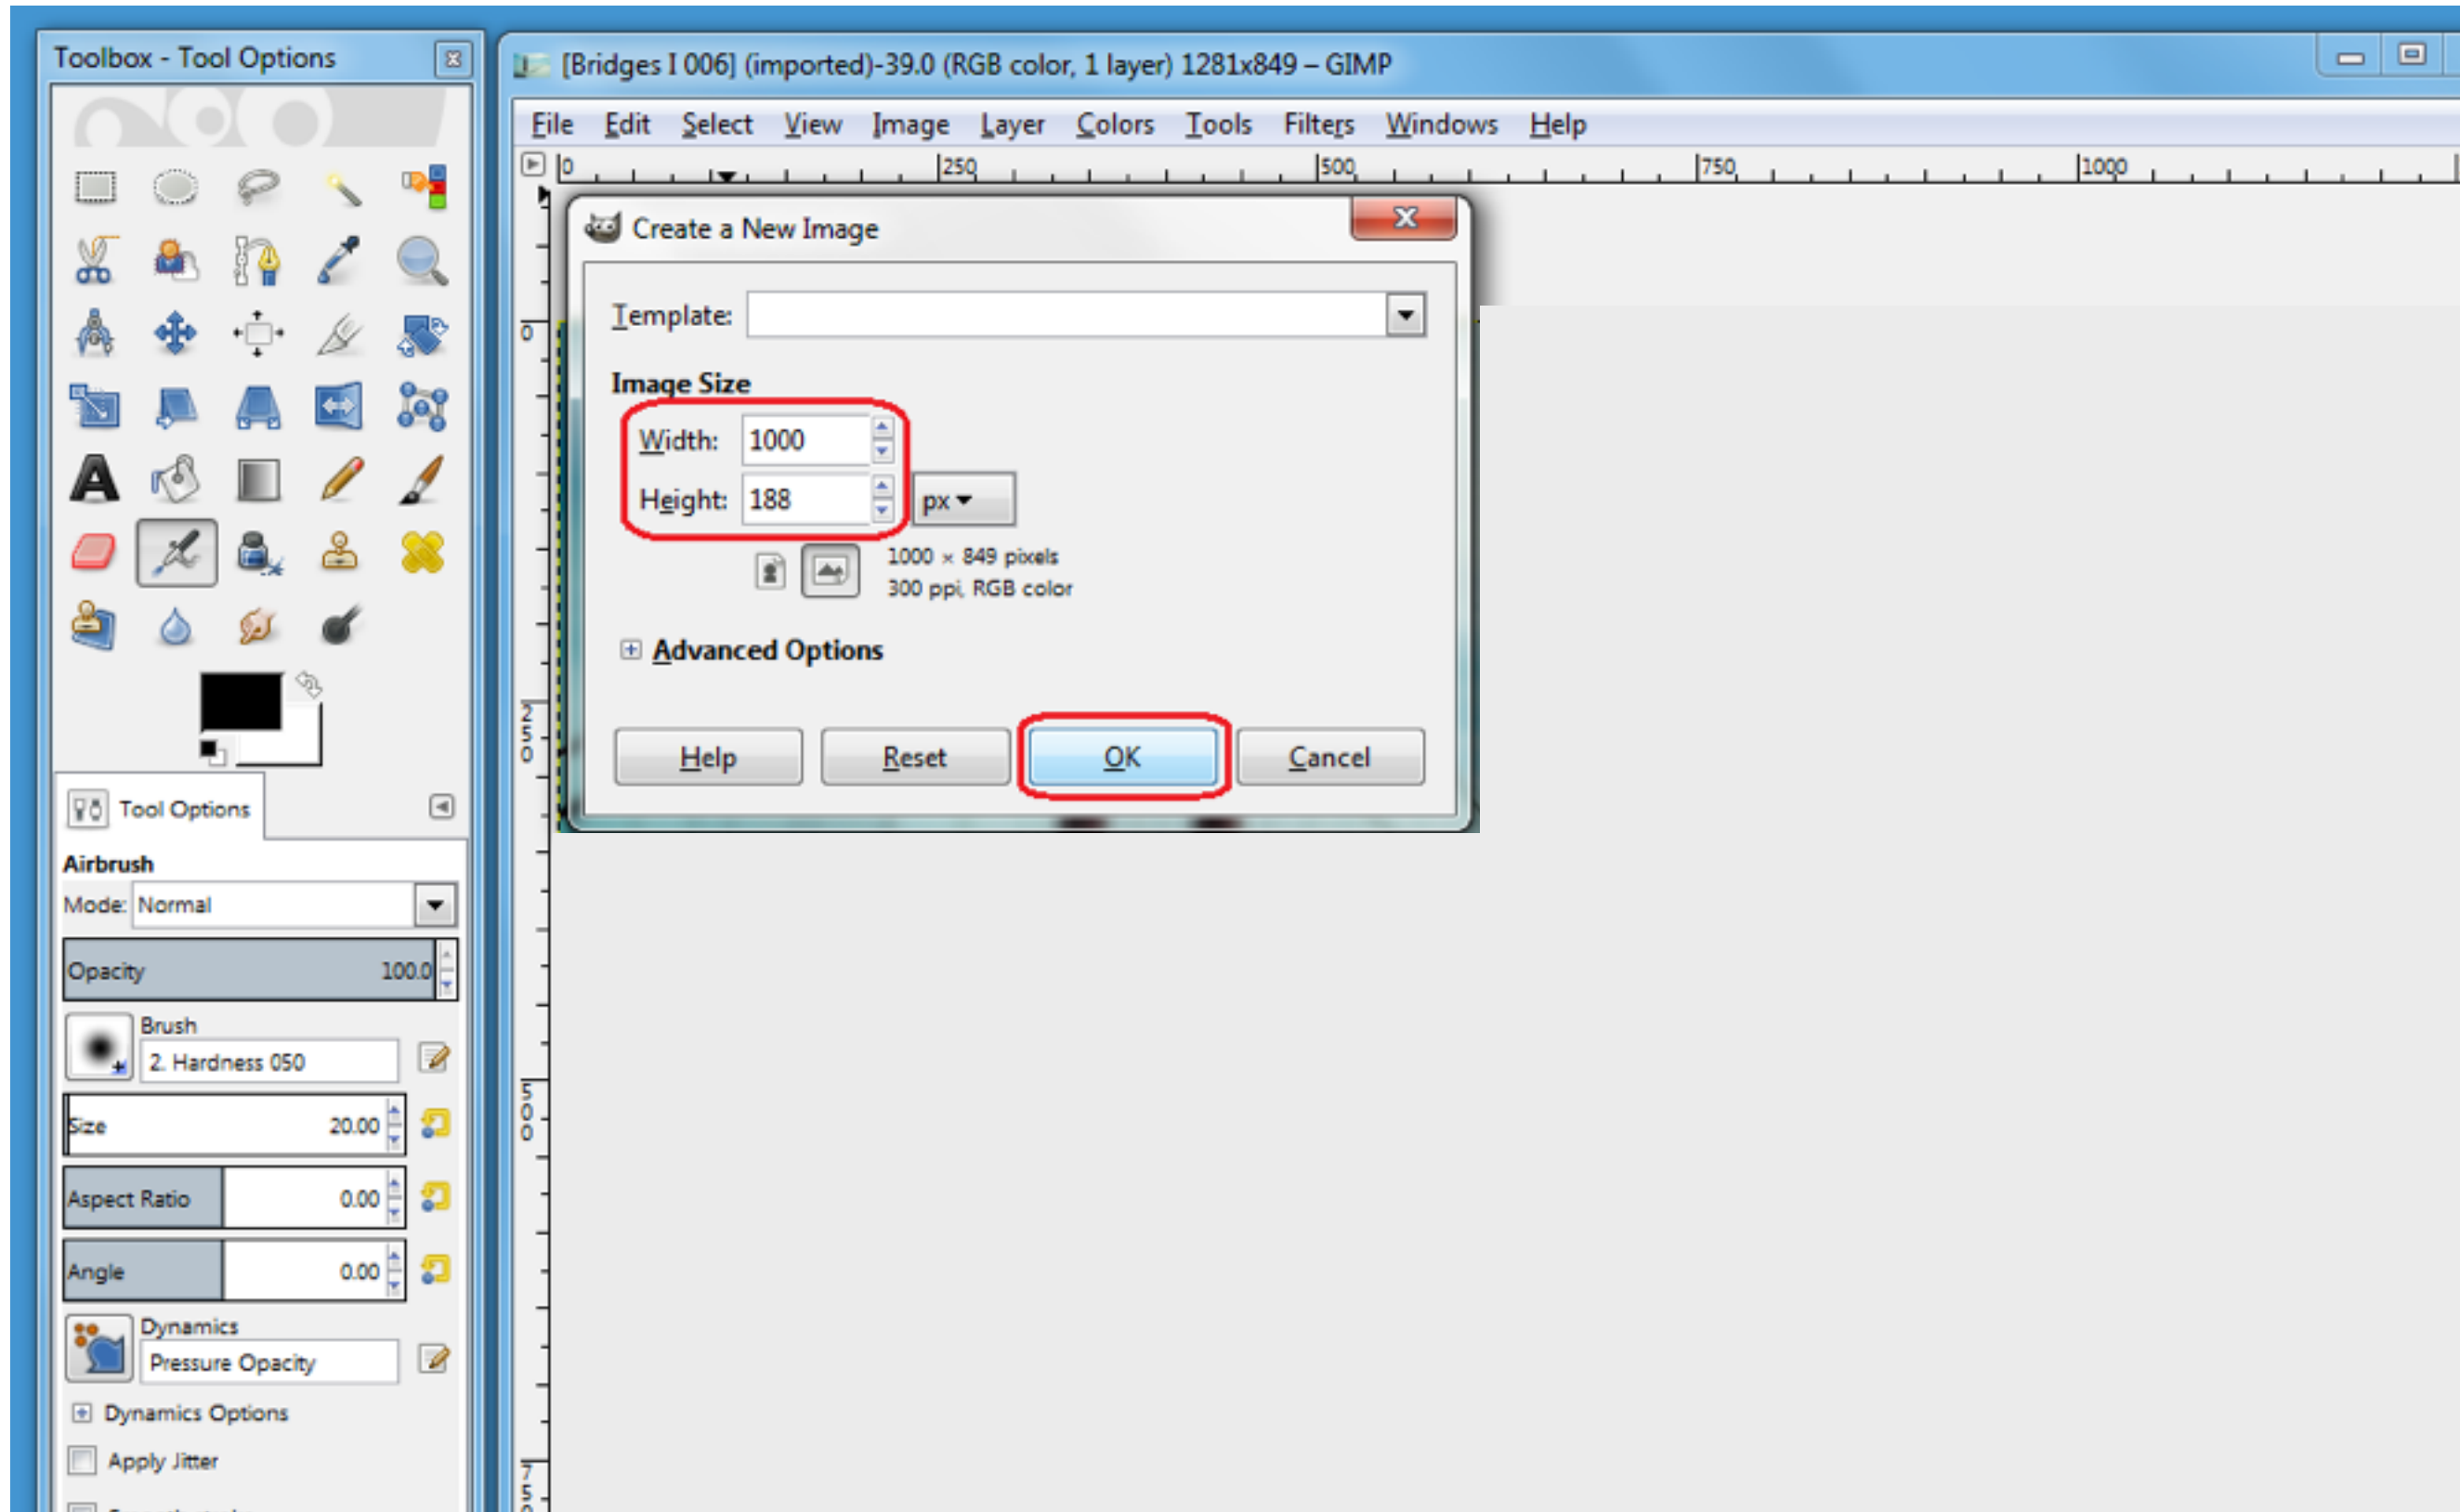 Toolbox - Tool Options
[Bridges I 006] (imported)-39.0 (RGB color, 1 layer) 1281x849 – GIMP
File Edit Select View Image Layer Colors Tools Filters Windows Help
0 250 500 750 1000
Create a New Image
Template:
0
Image Size
Width: 1000
Height: 188 px
1000 × 849 pixels
300 ppi, RGB color
Advanced Options
250
Help Reset OK Cancel
Tool Options
Airbrush
Mode: Normal
Opacity 100.0
Brush
2. Hardness 050
500
Size 20.00
Aspect Ratio 0.00
Angle 0.00
Dynamics
Pressure Opacity
Dynamics Options
Apply Jitter
75